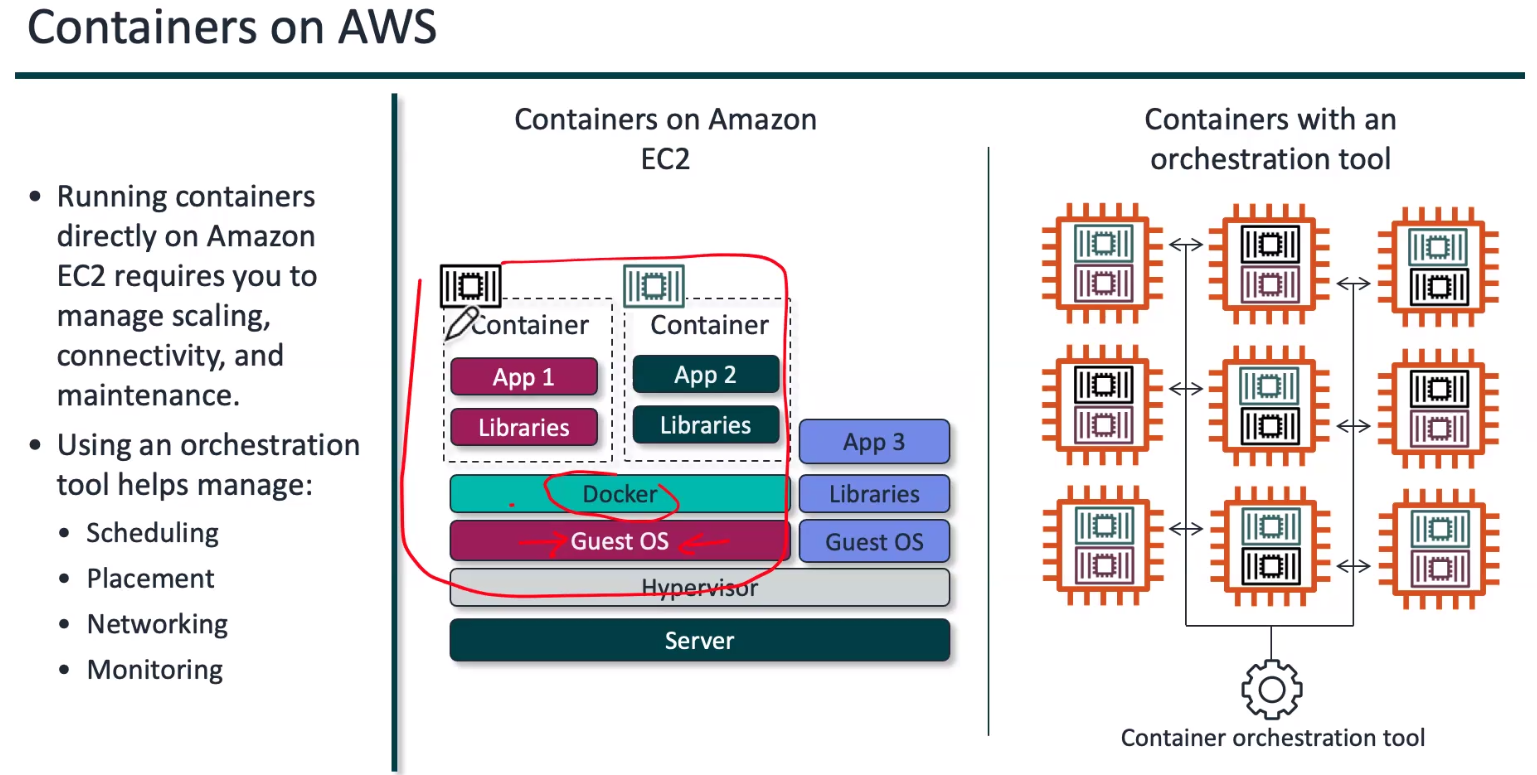 Containers on AWS
• Running containers
directly on Amazon
EC2 requires you to
manage scaling,
connectivity, and
maintenance.
• Using an orchestration
tool helps manage:
• Scheduling
• Placement
• Networking
• Monitoring
Containers on Amazon
EC2
Container
App 1
Libraries
Container
App 2
Libraries
App 3
Docker
Libraries
Guest OS
Guest OS
Hypervisor
Server
Containers with an
orchestration tool
Container orchestration tool